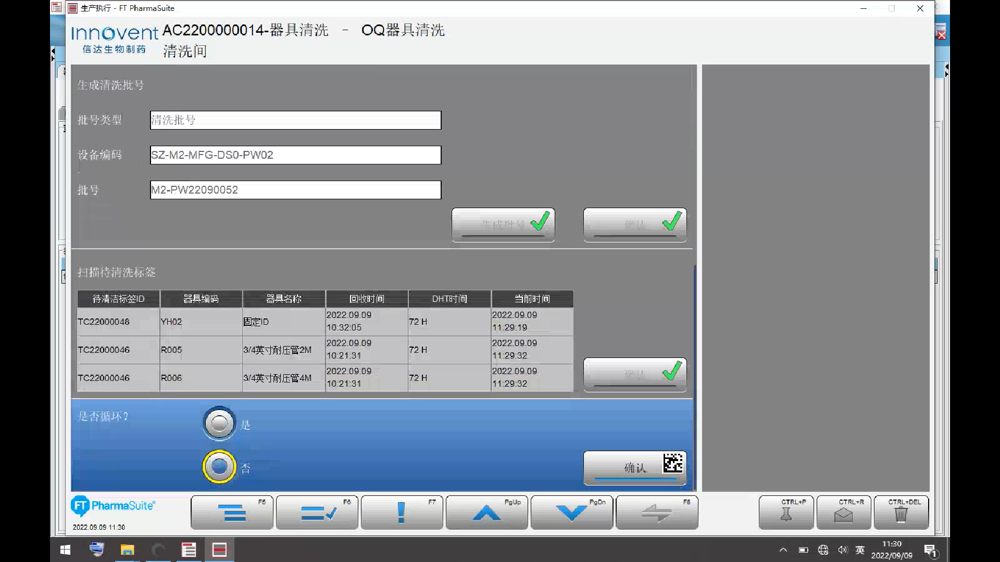 生产执行 - FT PharmaSuite
Innovent
信达生物制药
AC2200000014-器具清洗 - OQ器具清洗
清洗间
生成清洗批号
批号类型 清洗批号
设备编码 SZ-M2-MFG-DS0-PW02
批号 M2-PW22090052
生成批号 确认
扫描待清洗标签
待清洁标签ID 器具编码 器具名称 回收时间 DHT时间 当前时间
TC22000048 YH02 固定ID 2022.09.09 10:32:05 72 H 2022.09.09 11:29:19
TC22000046 R005 3/4英寸耐压管2M 2022.09.09 10:21:31 72 H 2022.09.09 11:29:32
TC22000046 R006 3/4英寸耐压管4M 2022.09.09 10:21:31 72 H 2022.09.09 11:29:32
确认
是否循环?
是
否
确认
FT PharmaSuite®
2022.09.09 11:30
F5 F6 F7 PgUp PgDn F8 CTRL+P CTRL+R CTRL+DEL
英
11:30
2022/09/09
1